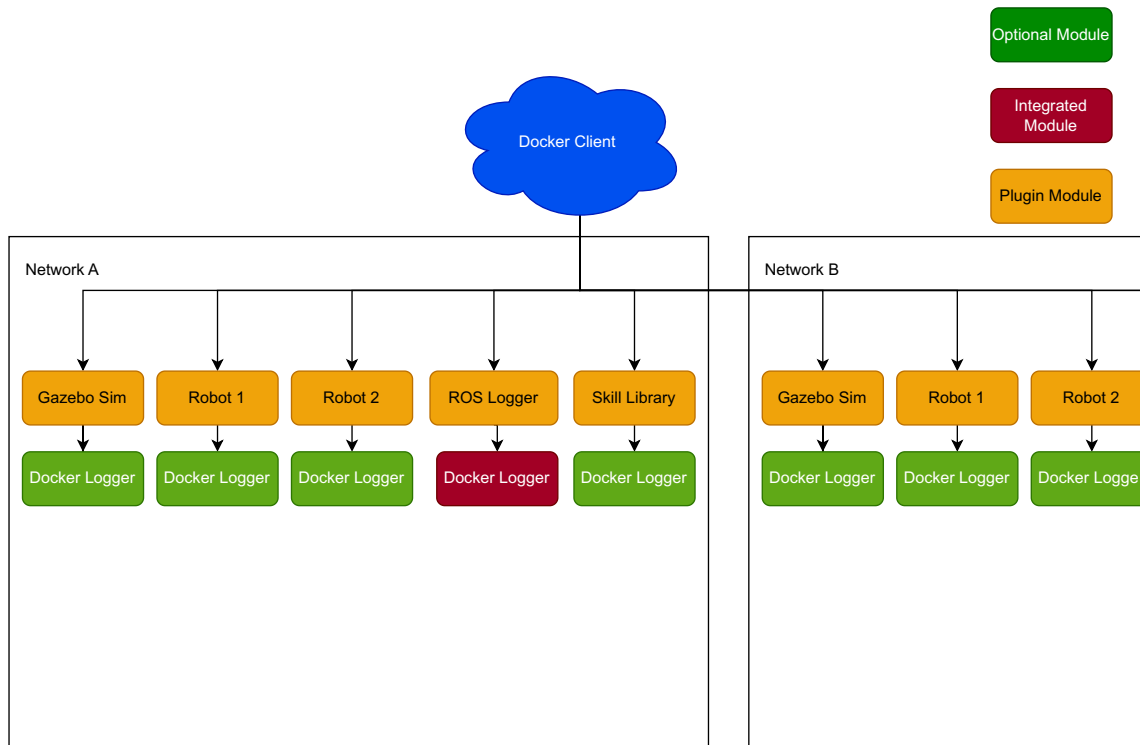 Optional Module
Integrated
Module
Plugin Module
Docker Client
Network A
Network B
Gazebo Sim
Robot 1
Robot 2
ROS Logger
Skill Library
Gazebo Sim
Robot 1
Robot 2
Docker Logger
Docker Logger
Docker Logger
Docker Logger
Docker Logger
Docker Logger
Docker Logger
Docker Logge